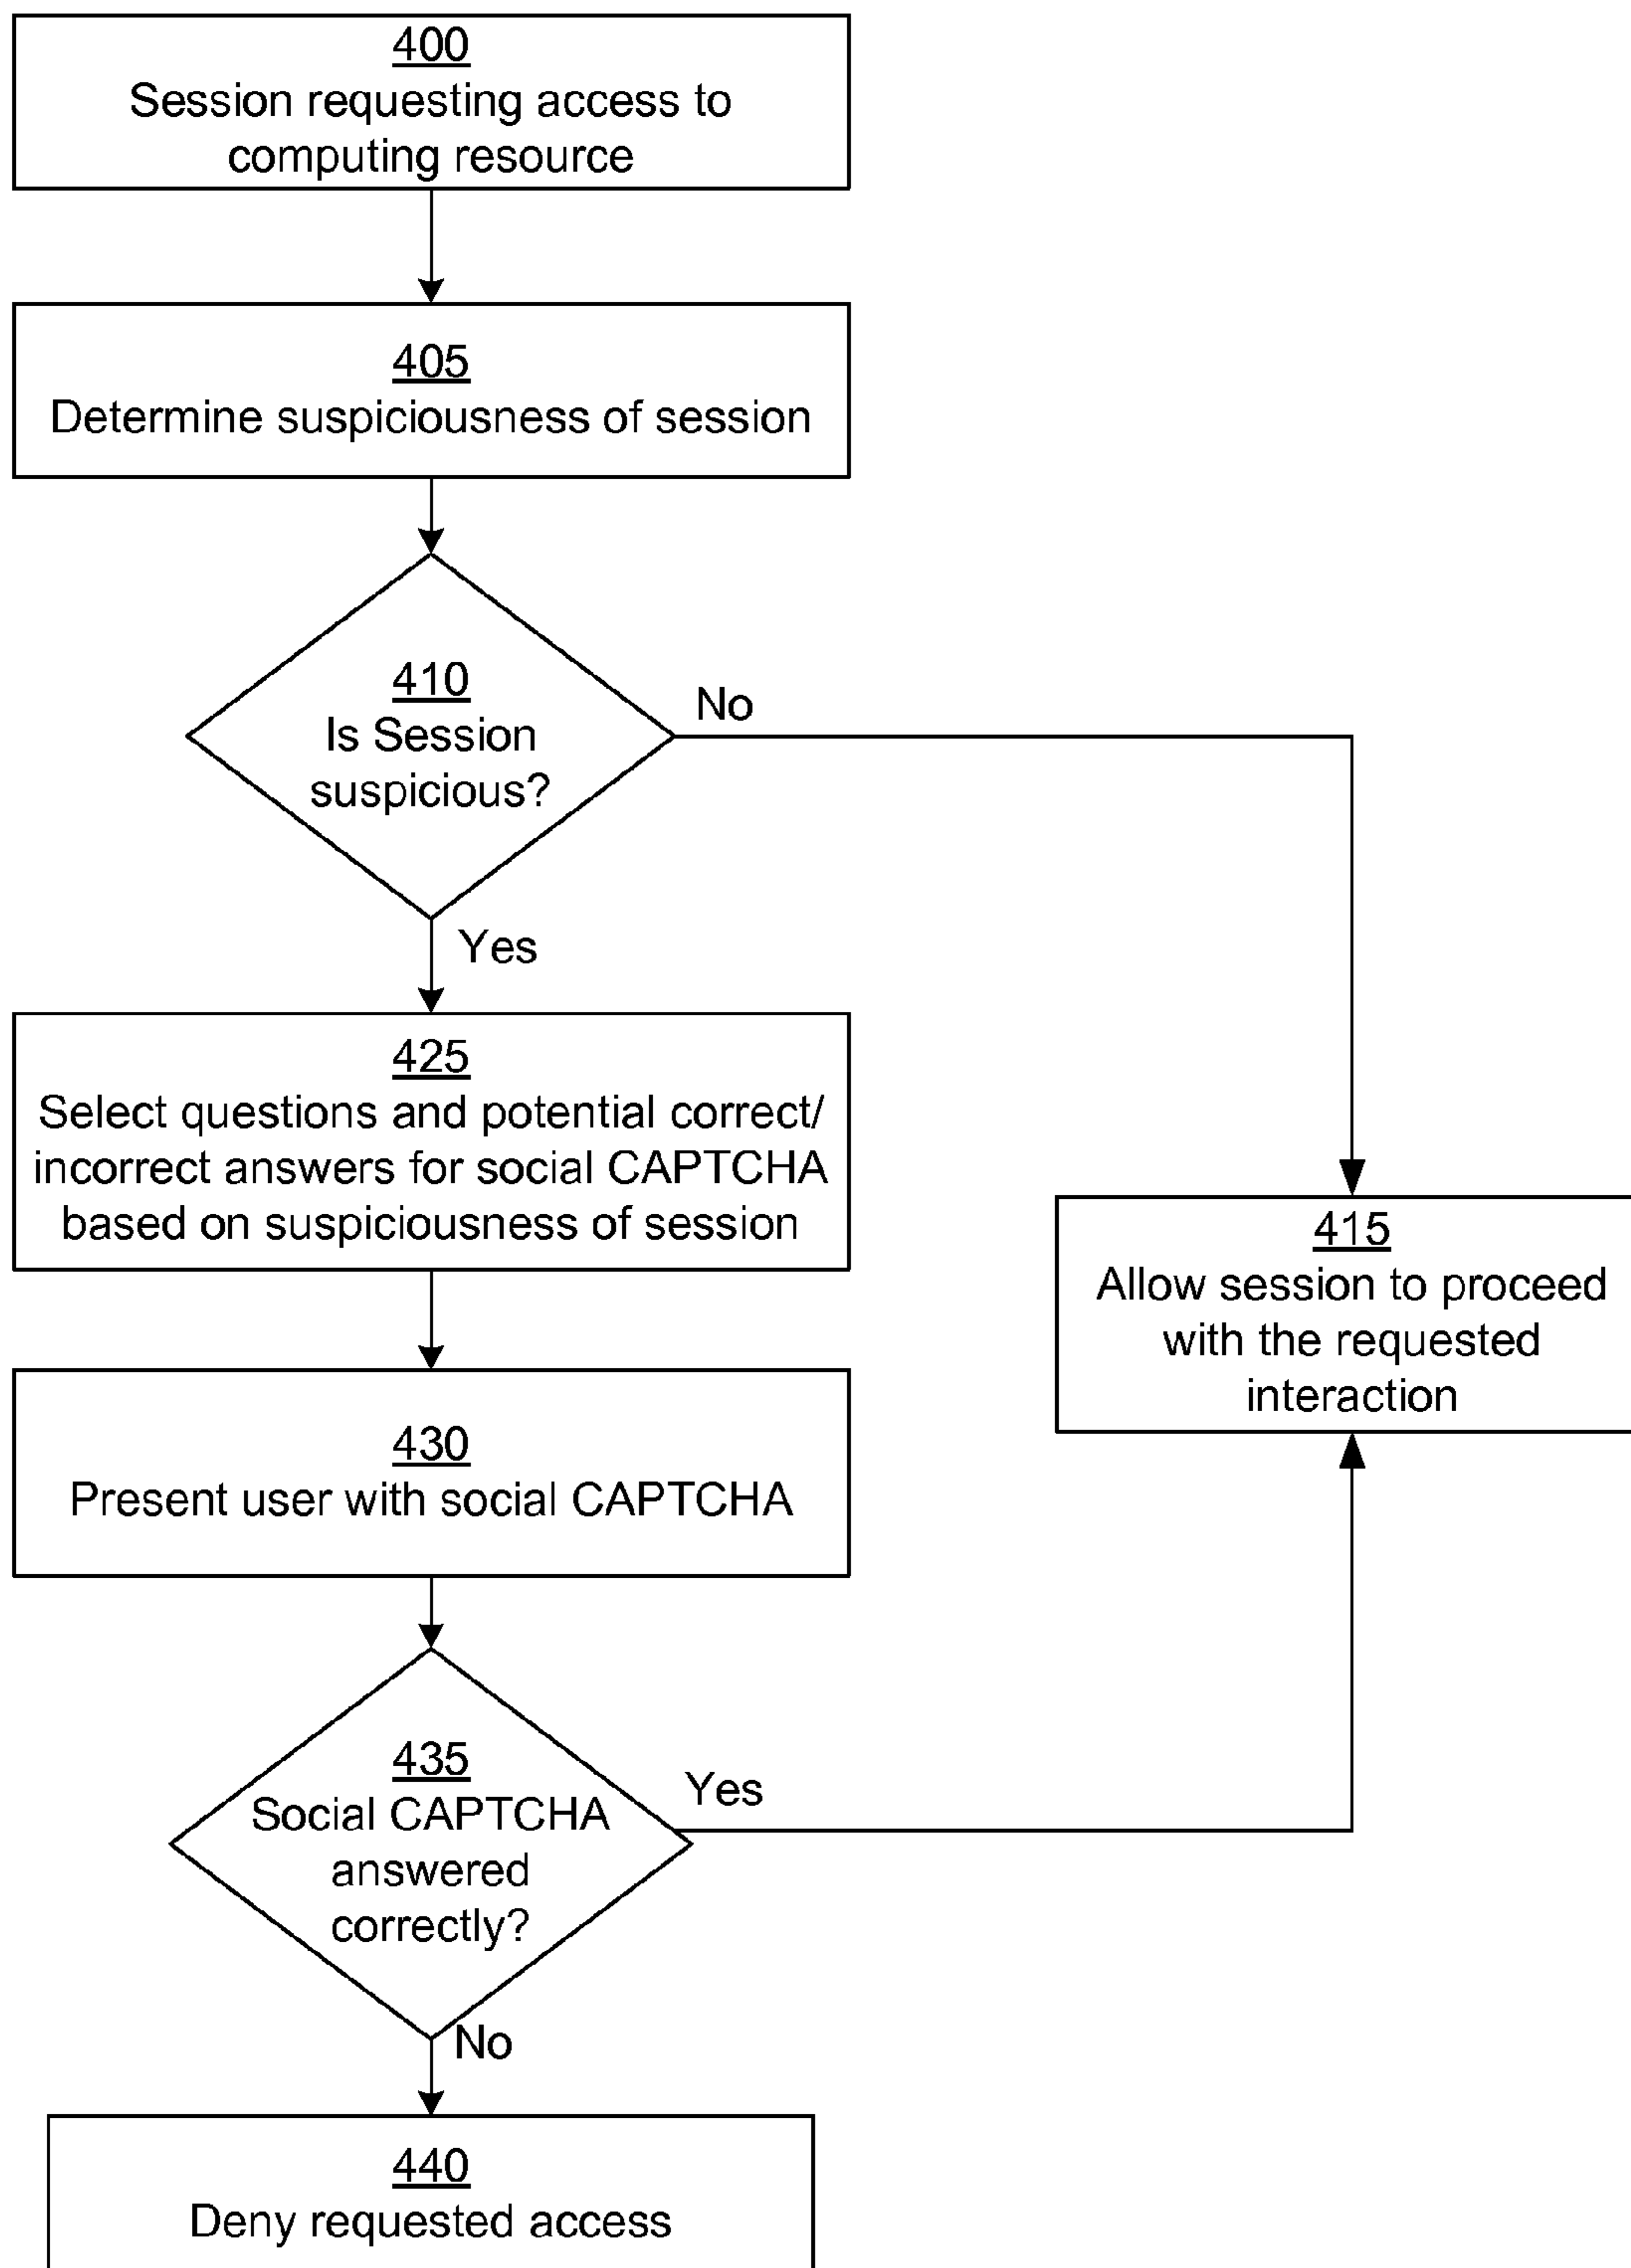 400
Session requesting access to
computing resource
405
Determine suspiciousness of session
410
Is Session
suspicious?
No
Yes
425
Select questions and potential correct/
incorrect answers for social CAPTCHA
based on suspiciousness of session
415
Allow session to proceed
with the requested
interaction
430
Present user with social CAPTCHA
435
Social CAPTCHA
answered
correctly?
Yes
No
440
Deny requested access